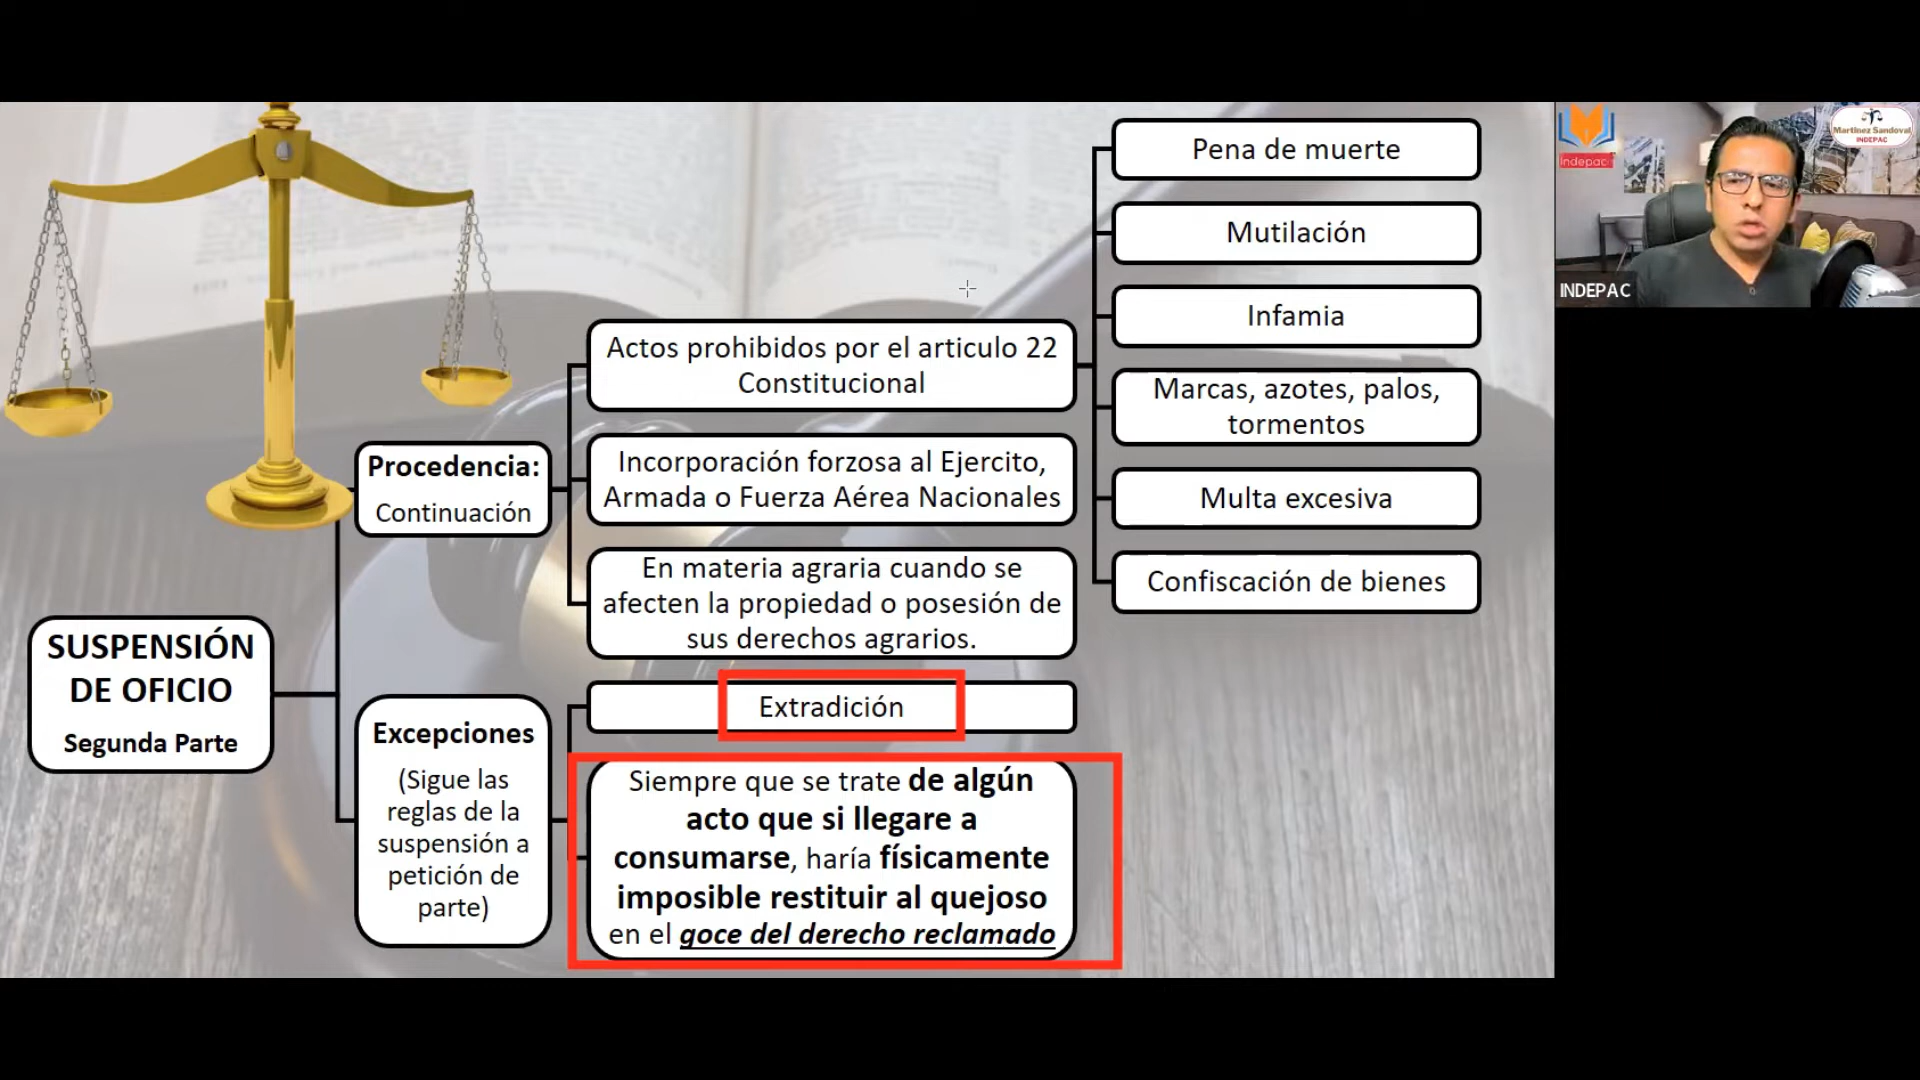 SUSPENSIÓN
DE OFICIO
Segunda Parte
Procedencia:
Continuación
Actos prohibidos por el articulo 22
Constitucional
Pena de muerte
Mutilación
Infamia
Marcas, azotes, palos,
tormentos
Multa excesiva
Confiscación de bienes
Incorporación forzosa al Ejercito,
Armada o Fuerza Aérea Nacionales
En materia agraria cuando se
afecten la propiedad o posesión de
sus derechos agrarios.
Excepciones
(Sigue las
reglas de la
suspensión a
petición de
parte)
Extradición
Siempre que se trate de algún
acto que si llegare a
consumarse, haría físicamente
imposible restituir al quejoso
en el goce del derecho reclamado
Indepac
Martínez Sandoval
INDEPAC
INDEPAC